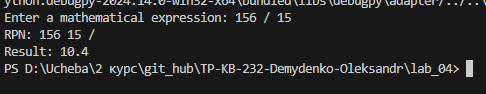 ython.debugpy-2024.14.0-win32-x64\bundled\libs\debugpy\adapter/../..\
Enter a mathematical expression: 156 / 15
RPN: 156 15 /
Result: 10.4
PS D:\Ucheba\2 курс\git_hub\TP-KB-232-Demydenko-Oleksandr\lab_04>